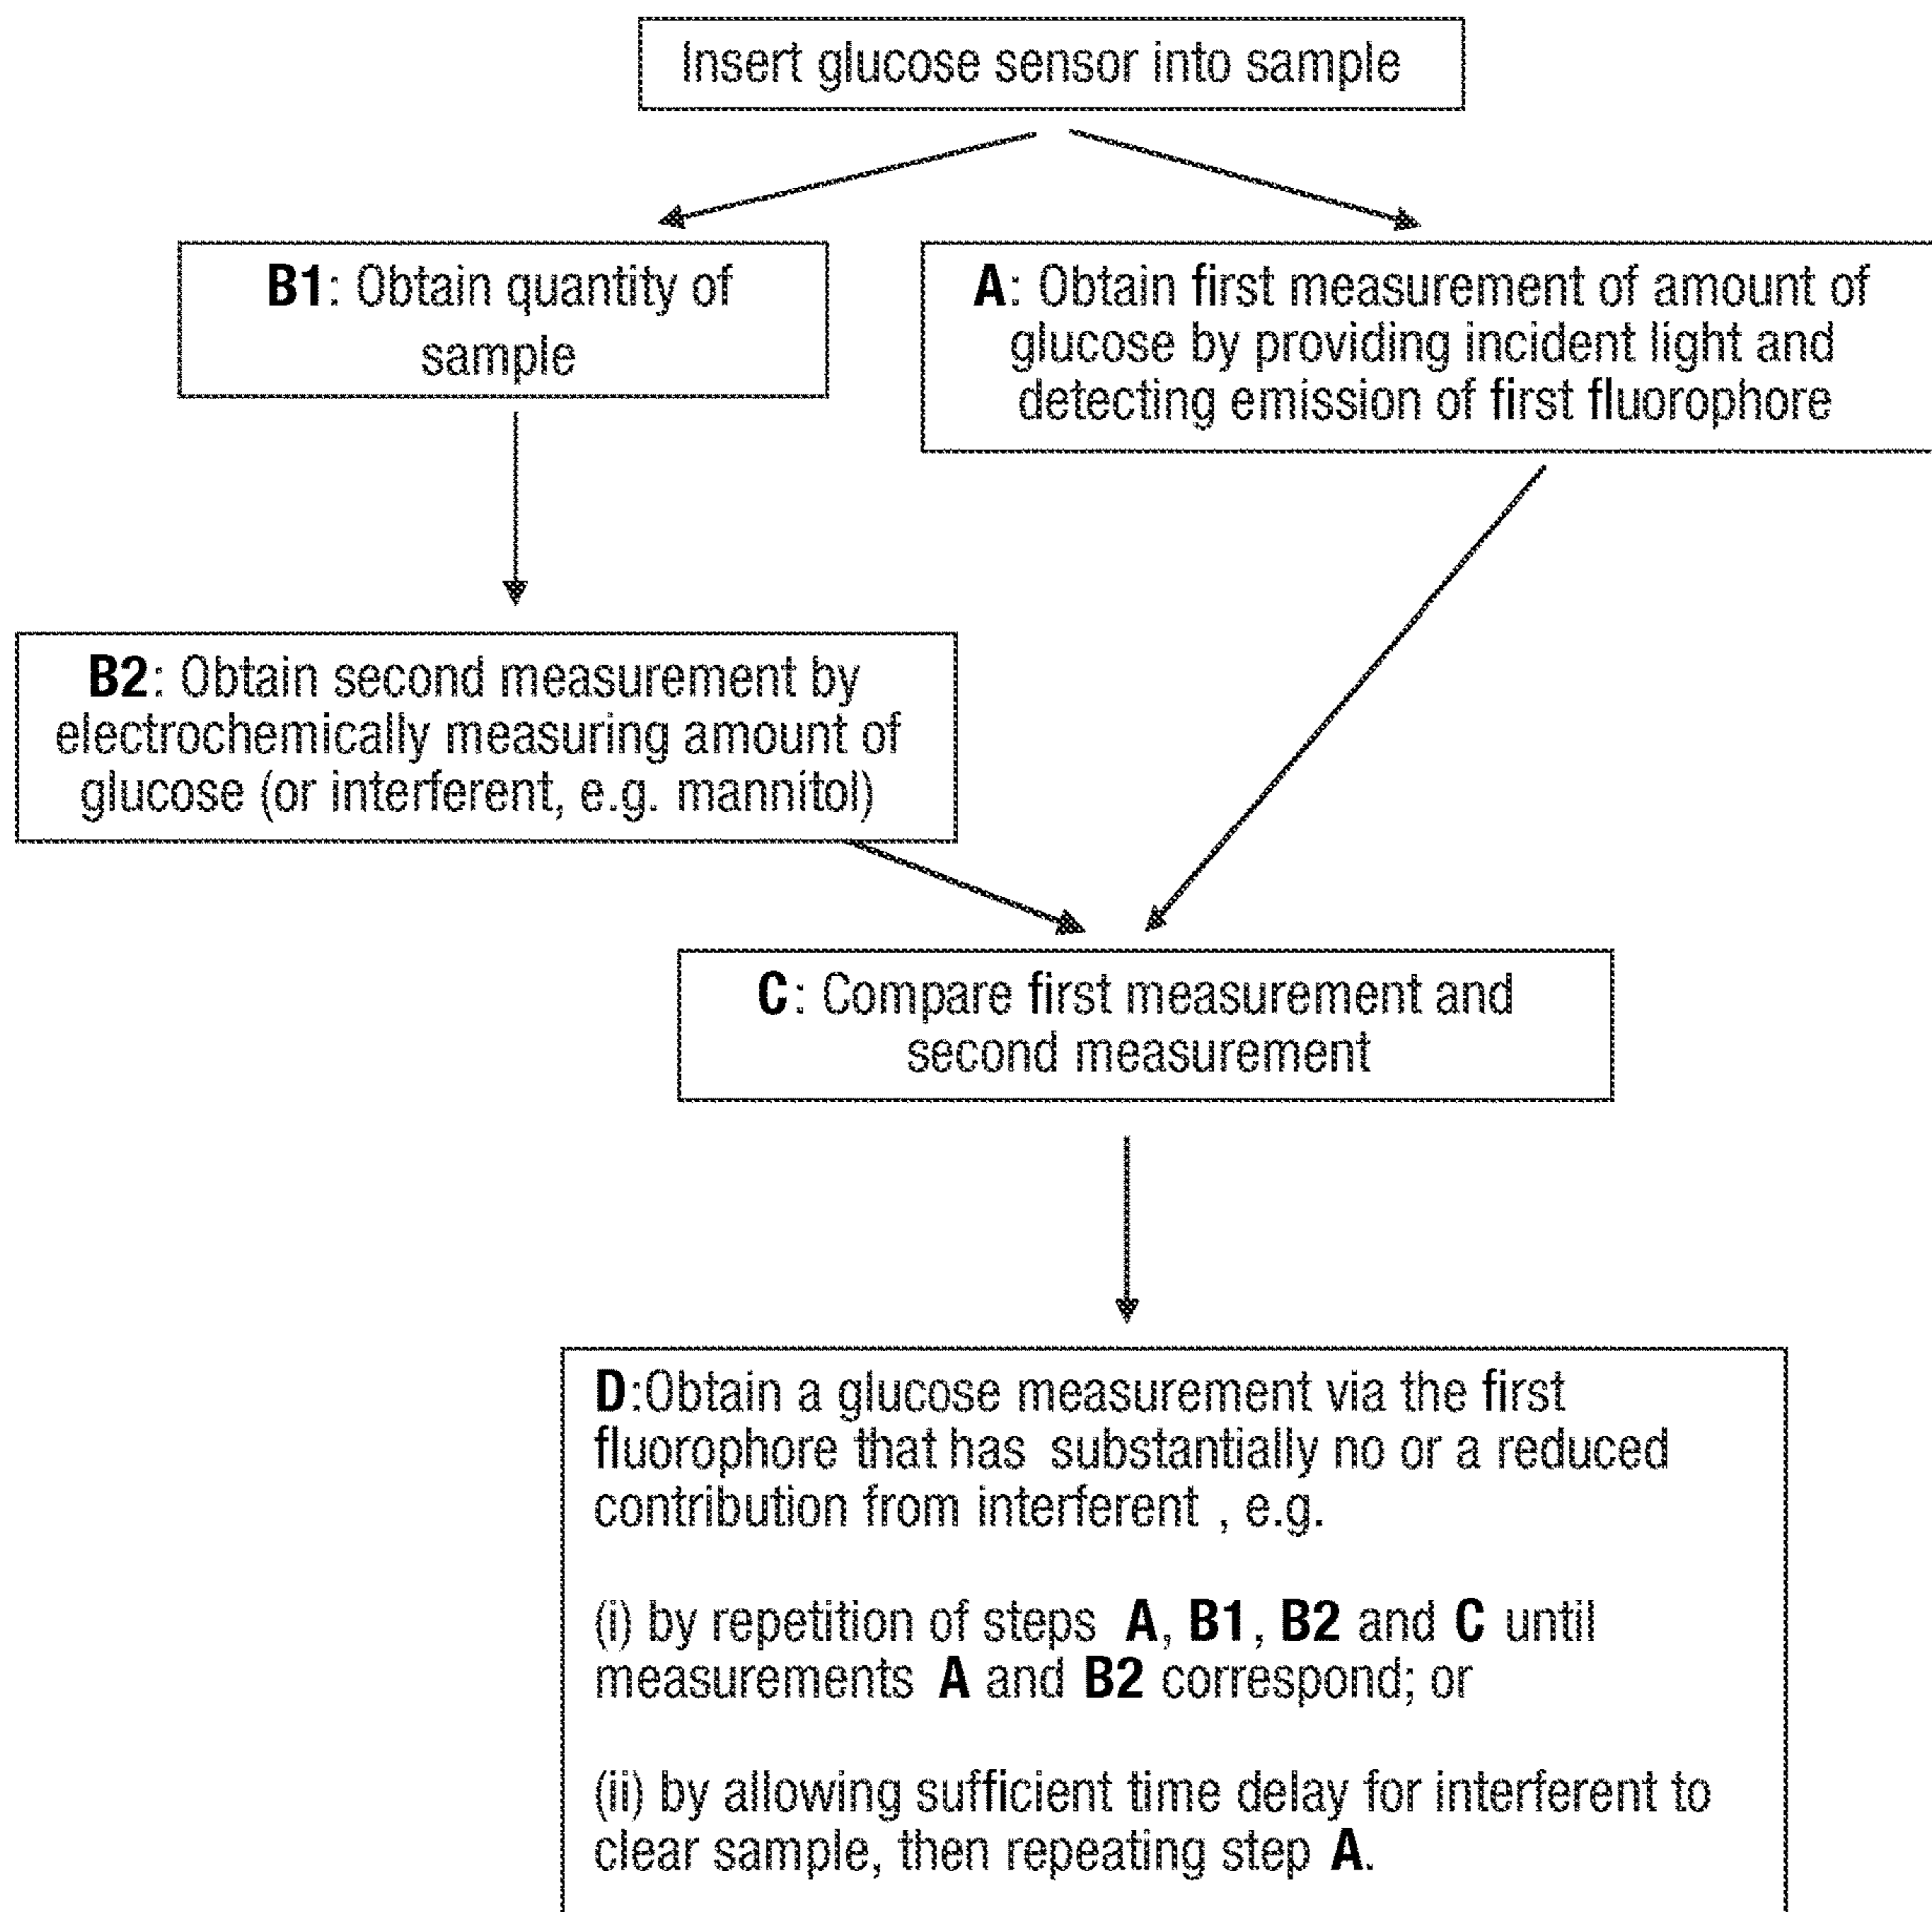 Insert glucose sensor into sample
B1: Obtain quantity of
sample
A: Obtain first measurement of amount of
glucose by providing incident light and
detecting emission of first fluorophore
B2: Obtain second measurement by
electrochemically measuring amount of
glucose (or interferent, e.g. mannitol)
C: Compare first measurement and
second measurement
D:Obtain a glucose measurement via the first
fluorophore that has substantially no or a reduced
contribution from interferent , e.g.
(i) by repetition of steps A, B1, B2 and C until
measurements A and B2 correspond; or
(ii) by allowing sufficient time delay for interferent to
clear sample, then repeating step A.